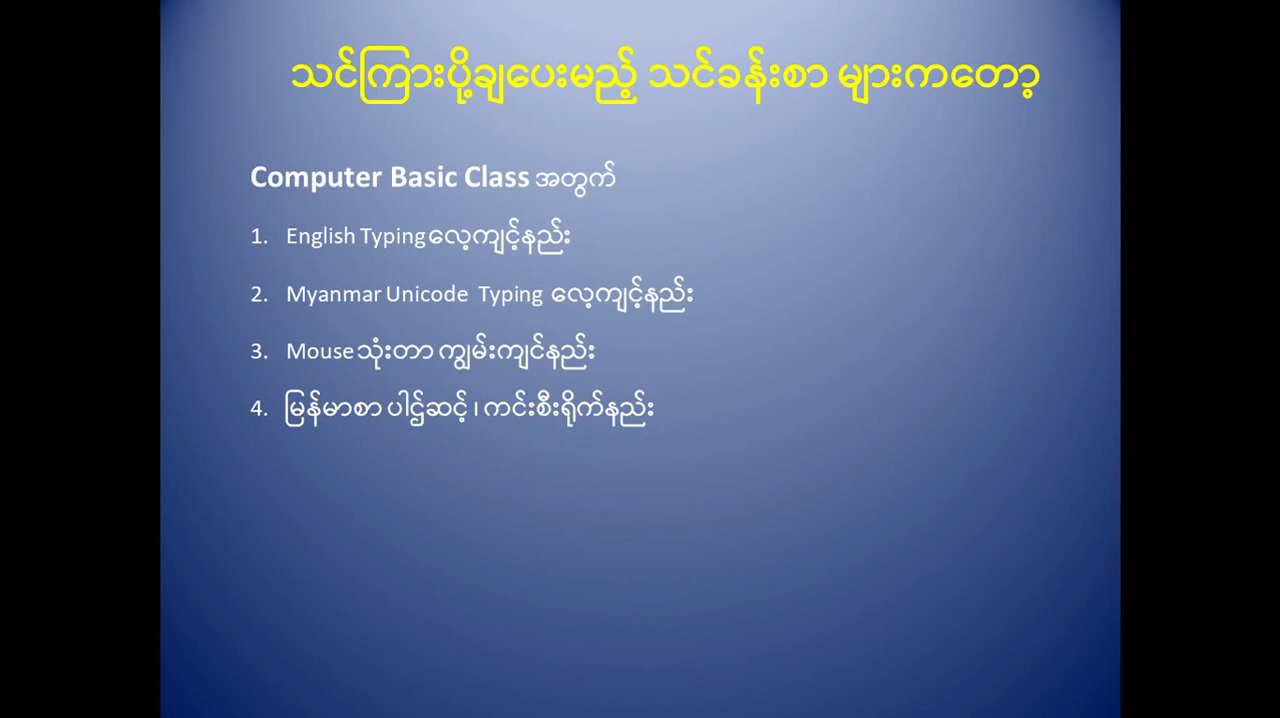 သင်ကြားပို့ချပေးမည့် သင်ခန်းစာ များကတော့
Computer Basic Class အတွက်
1. English Typing လေ့ကျင့်နည်း
2. Myanmar Unicode Typing လေ့ကျင့်နည်း
3. Mouse သုံးတာ ကျွမ်းကျင်နည်း
4. မြန်မာစာ ပါဌ်ဆင့် ၊ ကင်းစီးရိုက်နည်း